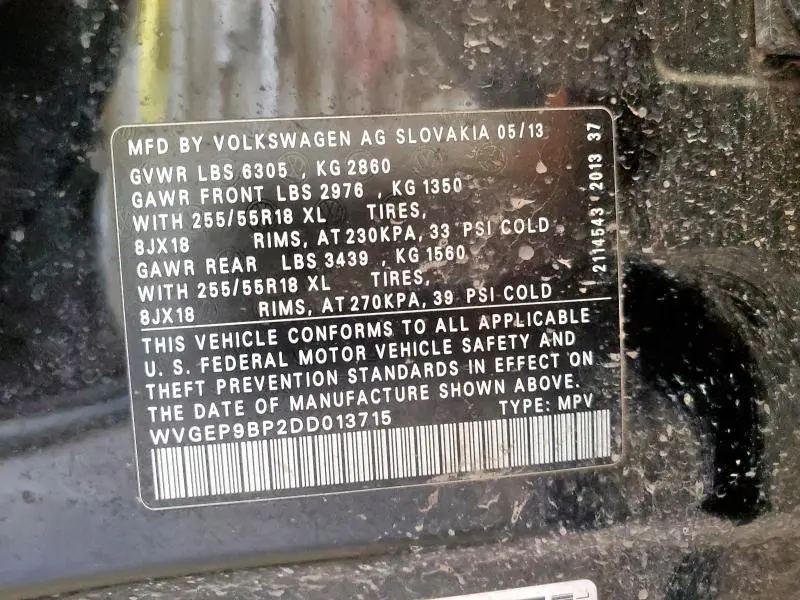 MFD BY VOLKSWAGEN AG SLOVAKIA 05/13
GVWR LBS 6305 , KG 2860
GAWR FRONT LBS 2976 , KG 1350
WITH 255/55R18 XL TIRES,
8JX18 RIMS, AT 230KPA, 33 PSI COLD
GAWR REAR LBS 3439 , KG 1560
WITH 255/55R18 XL TIRES,
8JX18 RIMS, AT 270KPA, 39 PSI COLD
THIS VEHICLE CONFORMS TO ALL APPLICABLE
U. S. FEDERAL MOTOR VEHICLE SAFETY AND
THEFT PREVENTION STANDARDS IN EFFECT ON
THE DATE OF MANUFACTURE SHOWN ABOVE.
WVGEP9BP2DD013715 TYPE: MPV
2114543 2013 37